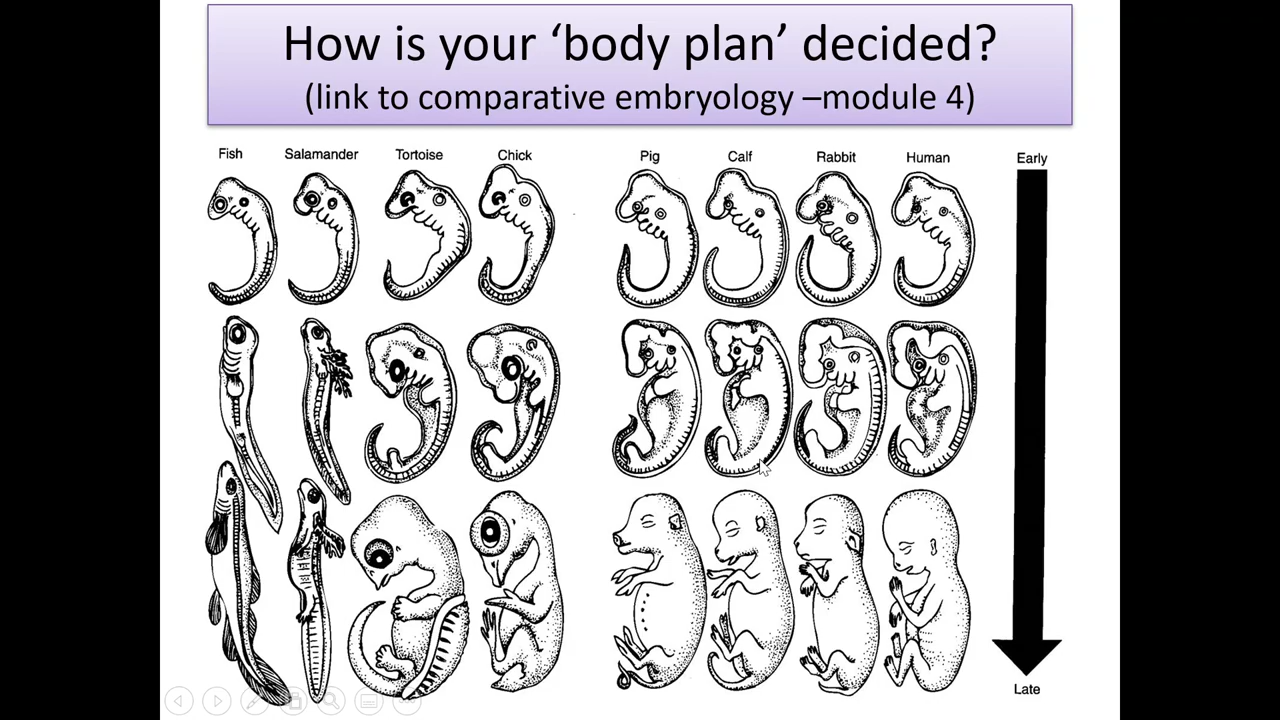 How is your ‘body plan’ decided?
(link to comparative embryology –module 4)
Fish Salamander Tortoise Chick Pig Calf Rabbit Human Early
Late